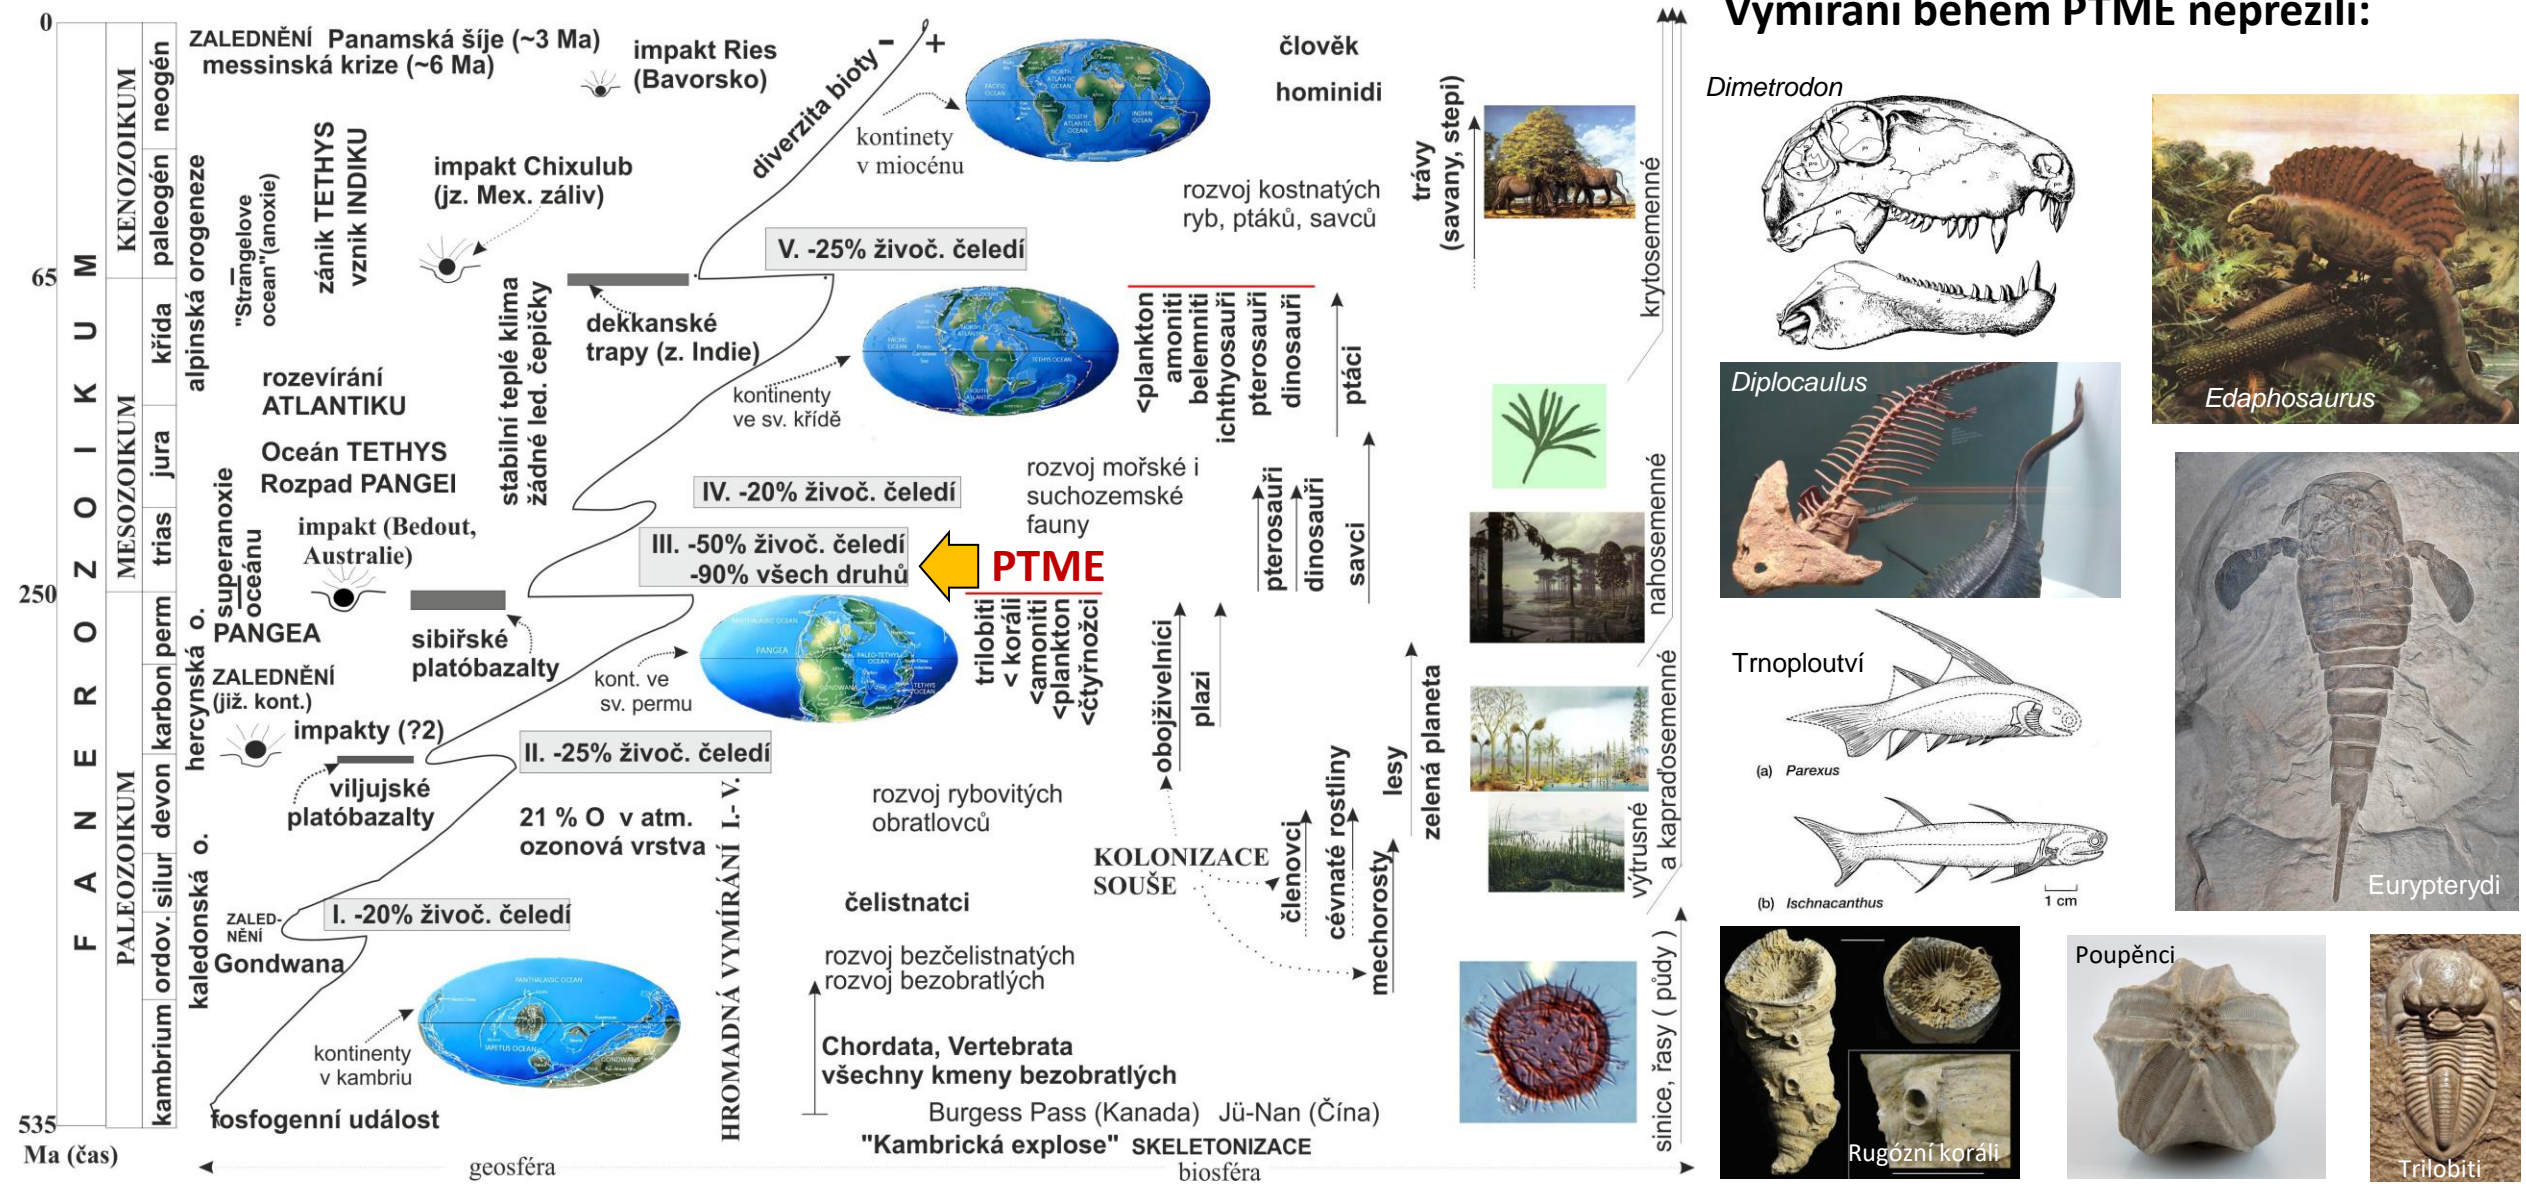 0
65
250
535
Ma (čas)
FANEROZOIKUM
KENOZOIKUM
MESOZOIKUM
PALEOZOIKUM
neogén
paleogén
křída
jura
trias
perm
karbon
devon
silur
ordov.
kambrium
alpinská orogeneze
hercynská o.
kaledonská o.
ZALEDNĚNÍ Panamská šíje (~3 Ma)
messinská krize (~6 Ma)
impakt Ries
(Bavorsko)
"Strangelove
ocean"(anoxie)
zánik TETHYS
vznik INDIKU
impakt Chixulub
(jz. Mex. záliv)
diverzita bioty - +
kontinety
v miocénu
V. -25% živoč. čeledí
stabilní teplé klima
žádné led. čepičky
dekkanské
trapy (z. Indie)
rozevírání
ATLANTIKU
Oceán TETHYS
Rozpad PANGEI
kontinenty
ve sv. křídě
superanoxie
oceánu
impakt (Bedout,
Australie)
IV. -20% živoč. čeledí
III. -50% živoč. čeledí
-90% všech druhů
PTME
PANGEA
sibiřské
platóbazalty
ZALEDNĚNÍ
(již. kont.)
impakty (?2)
kont. ve
sv. permu
II. -25% živoč. čeledí
viljujské
platóbazalty
21 % O v atm.
ozonová vrstva
I. -20% živoč. čeledí
ZALED-
NĚNÍ
Gondwana
kontinenty
v kambriu
fosfogenní událost
HROMADNÁ VYMÍRÁNÍ I.- V.
geosféra
člověk
hominidi
rozvoj kostnatých
ryb, ptáků, savců
trávy
(savany, stepi)
<plankton
amoniti
belemniti
ichthyosauři
pterosauři
dinosauři
ptáci
rozvoj mořské i
suchozemské
fauny
pterosauři
dinosauři
savci
trilobiti
< koráli
<amoniti
<plankton
<čtyřnožci
obojživelníci
plazi
rozvoj rybovitých
obratlovců
KOLONIZACE
SOUŠE
členovci
cévnaté rostliny
mechorosty
lesy
zelená planeta
čelistnatci
rozvoj bezčelistnatých
rozvoj bezobratlých
Chordata, Vertebrata
všechny kmeny bezobratlých
Burgess Pass (Kanada) Jü-Nan (Čína)
"Kambrická explose" SKELETONIZACE
biosféra
krytosemenné
nahosemenné
výtrusné
a kapraďosemenné
sinice, řasy ( půdy )
Vymírání během PTME nepřežili:
Dimetrodon
Edaphosaurus
Diplocaulus
Trnoploutví
(a) Parexus
(b) Ischnacanthus
1 cm
Eurypterydi
Rugózní koráli
Poupěnci
Trilobiti